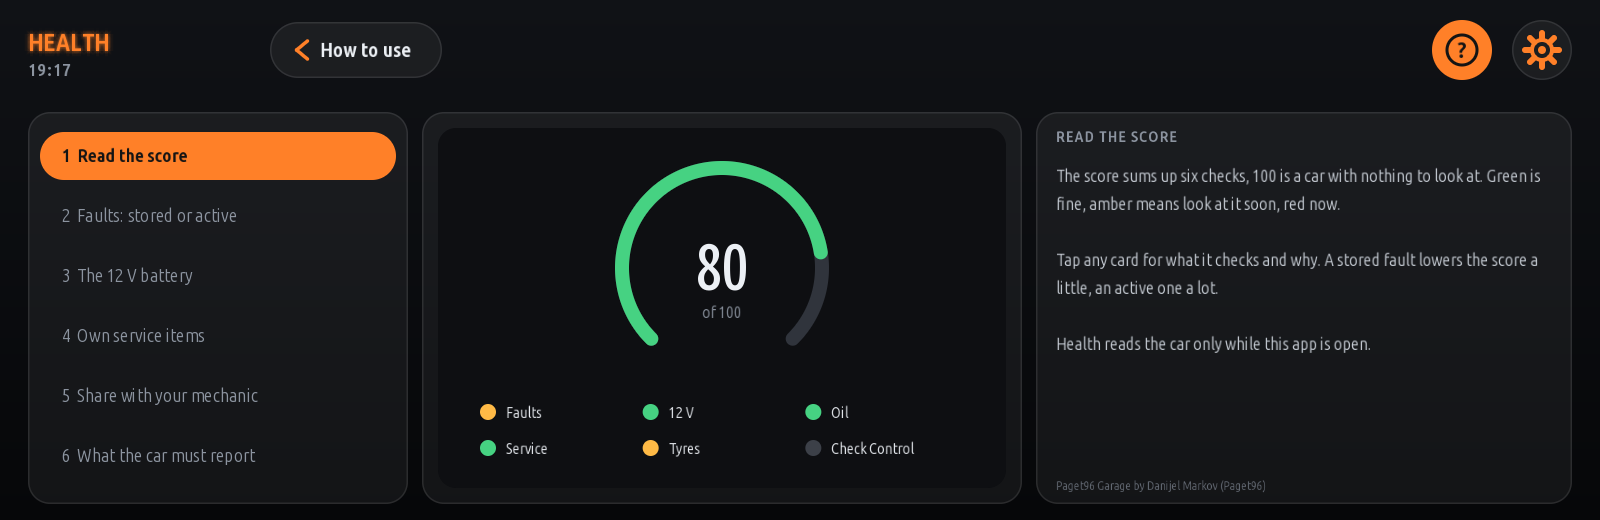 HEALTH
19:17
How to use
?
1 Read the score
2 Faults: stored or active
3 The 12 V battery
4 Own service items
5 Share with your mechanic
6 What the car must report
80
of 100
Faults
12 V
Oil
Service
Tyres
Check Control
READ THE SCORE
The score sums up six checks, 100 is a car with nothing to look at. Green is
fine, amber means look at it soon, red now.
Tap any card for what it checks and why. A stored fault lowers the score a
little, an active one a lot.
Health reads the car only while this app is open.
Paget96 Garage by Danijel Markov (Paget96)